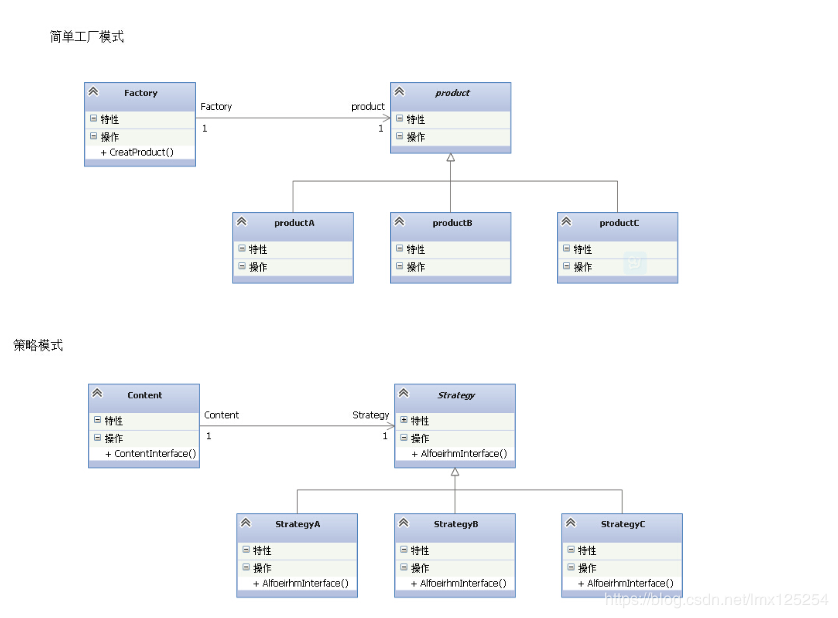 简单工厂模式
Factory
特性
操作
+ CreatProduct()
Factory
1
product
1
product
特性
操作
productA
特性
操作
productB
特性
操作
productC
特性
操作
策略模式
Content
特性
操作
+ ContentInterface()
Content
1
Strategy
1
Strategy
特性
操作
+ AlfoeirhmInterface()
StrategyA
特性
操作
+ AlfoeirhmInterface()
StrategyB
特性
操作
+ AlfoeirhmInterface()
StrategyC
特性
操作
+ AlfoeirhmInterface()
https://blog.csdn.net/lmx125254